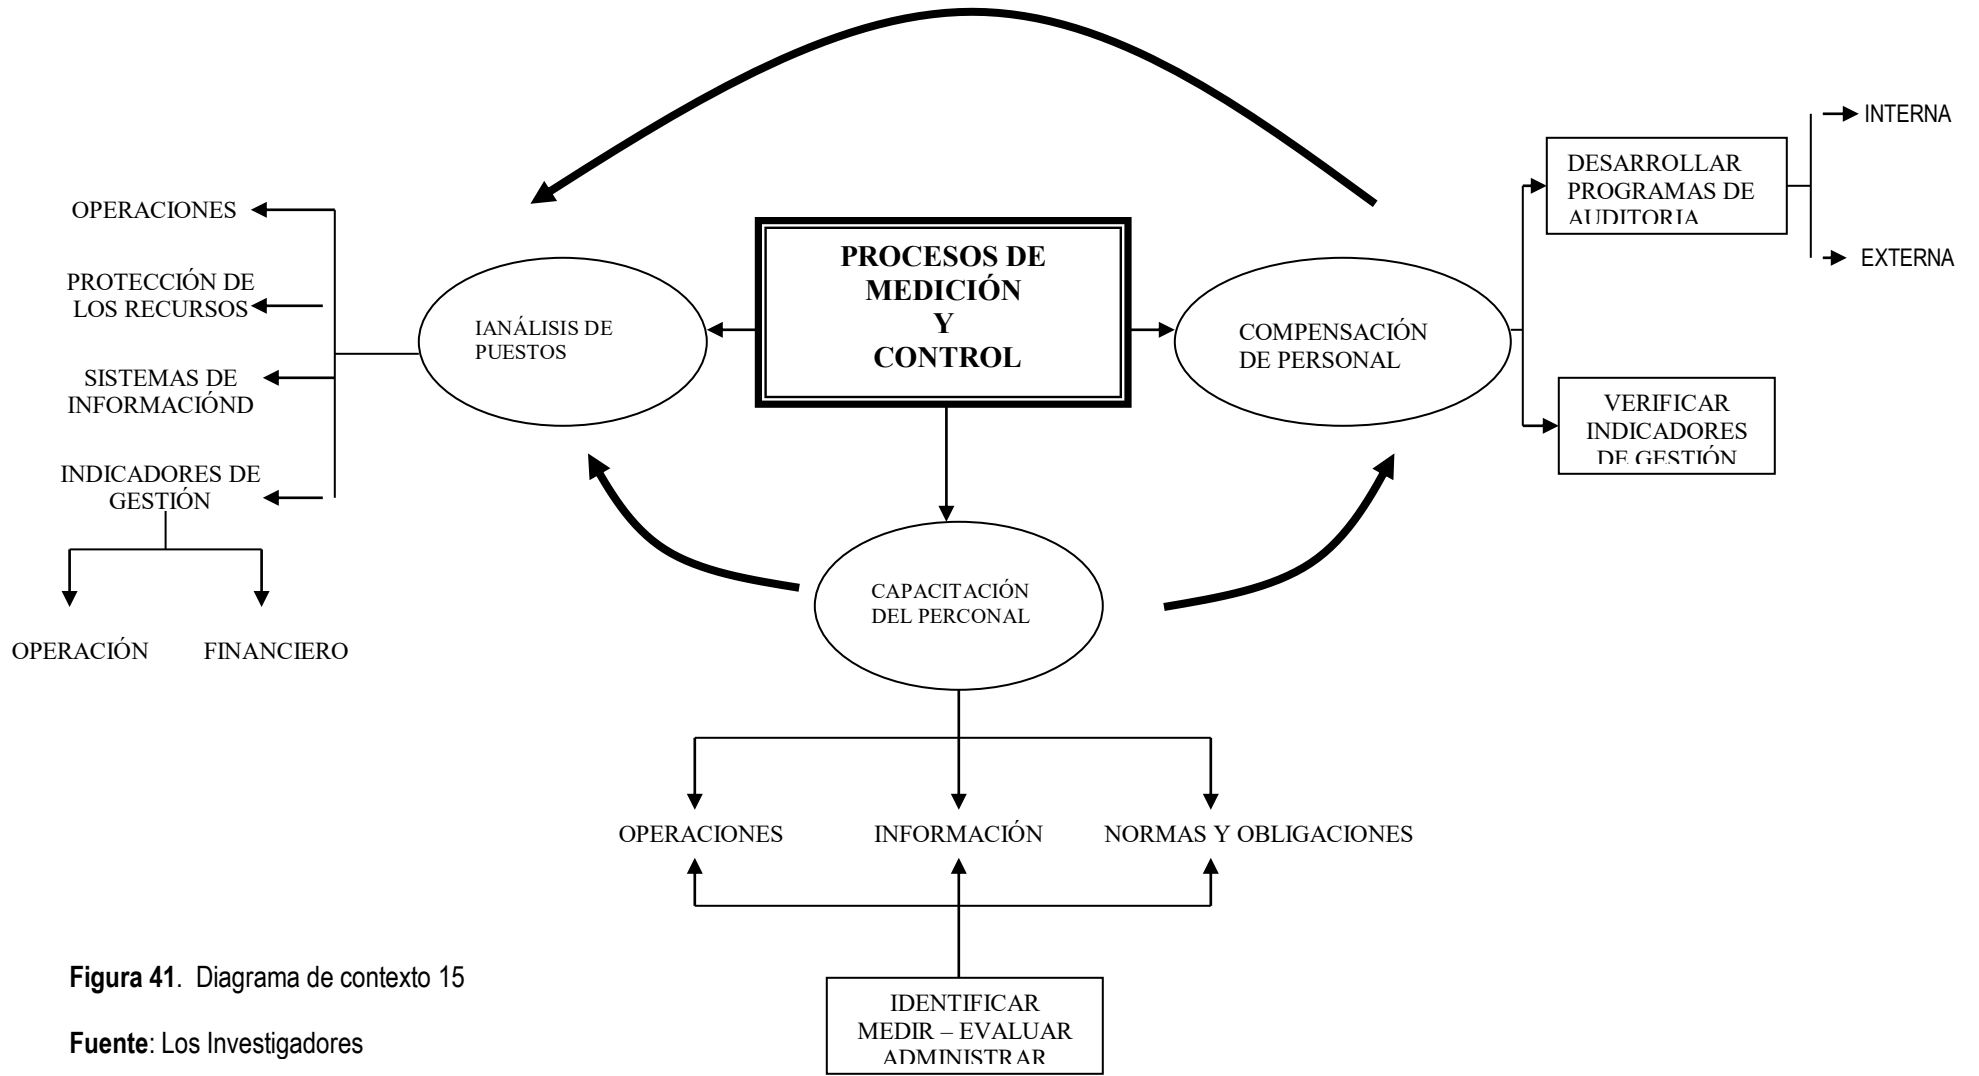 INTERNA
DESARROLLAR
PROGRAMAS DE
AUDITORIA
EXTERNA
OPERACIONES
PROTECCIÓN DE
LOS RECURSOS
SISTEMAS DE
INFORMACIÓND
INDICADORES DE
GESTIÓN
OPERACIÓN
FINANCIERO
IANÁLISIS DE
PUESTOS
PROCESOS DE
MEDICIÓN
Y
CONTROL
COMPENSACIÓN
DE PERSONAL
VERIFICAR
INDICADORES
DE GESTIÓN
CAPACITACIÓN
DEL PERCONAL
OPERACIONES
INFORMACIÓN
NORMAS Y OBLIGACIONES
IDENTIFICAR
MEDIR – EVALUAR
ADMINISTRAR
Figura 41. Diagrama de contexto 15
Fuente: Los Investigadores